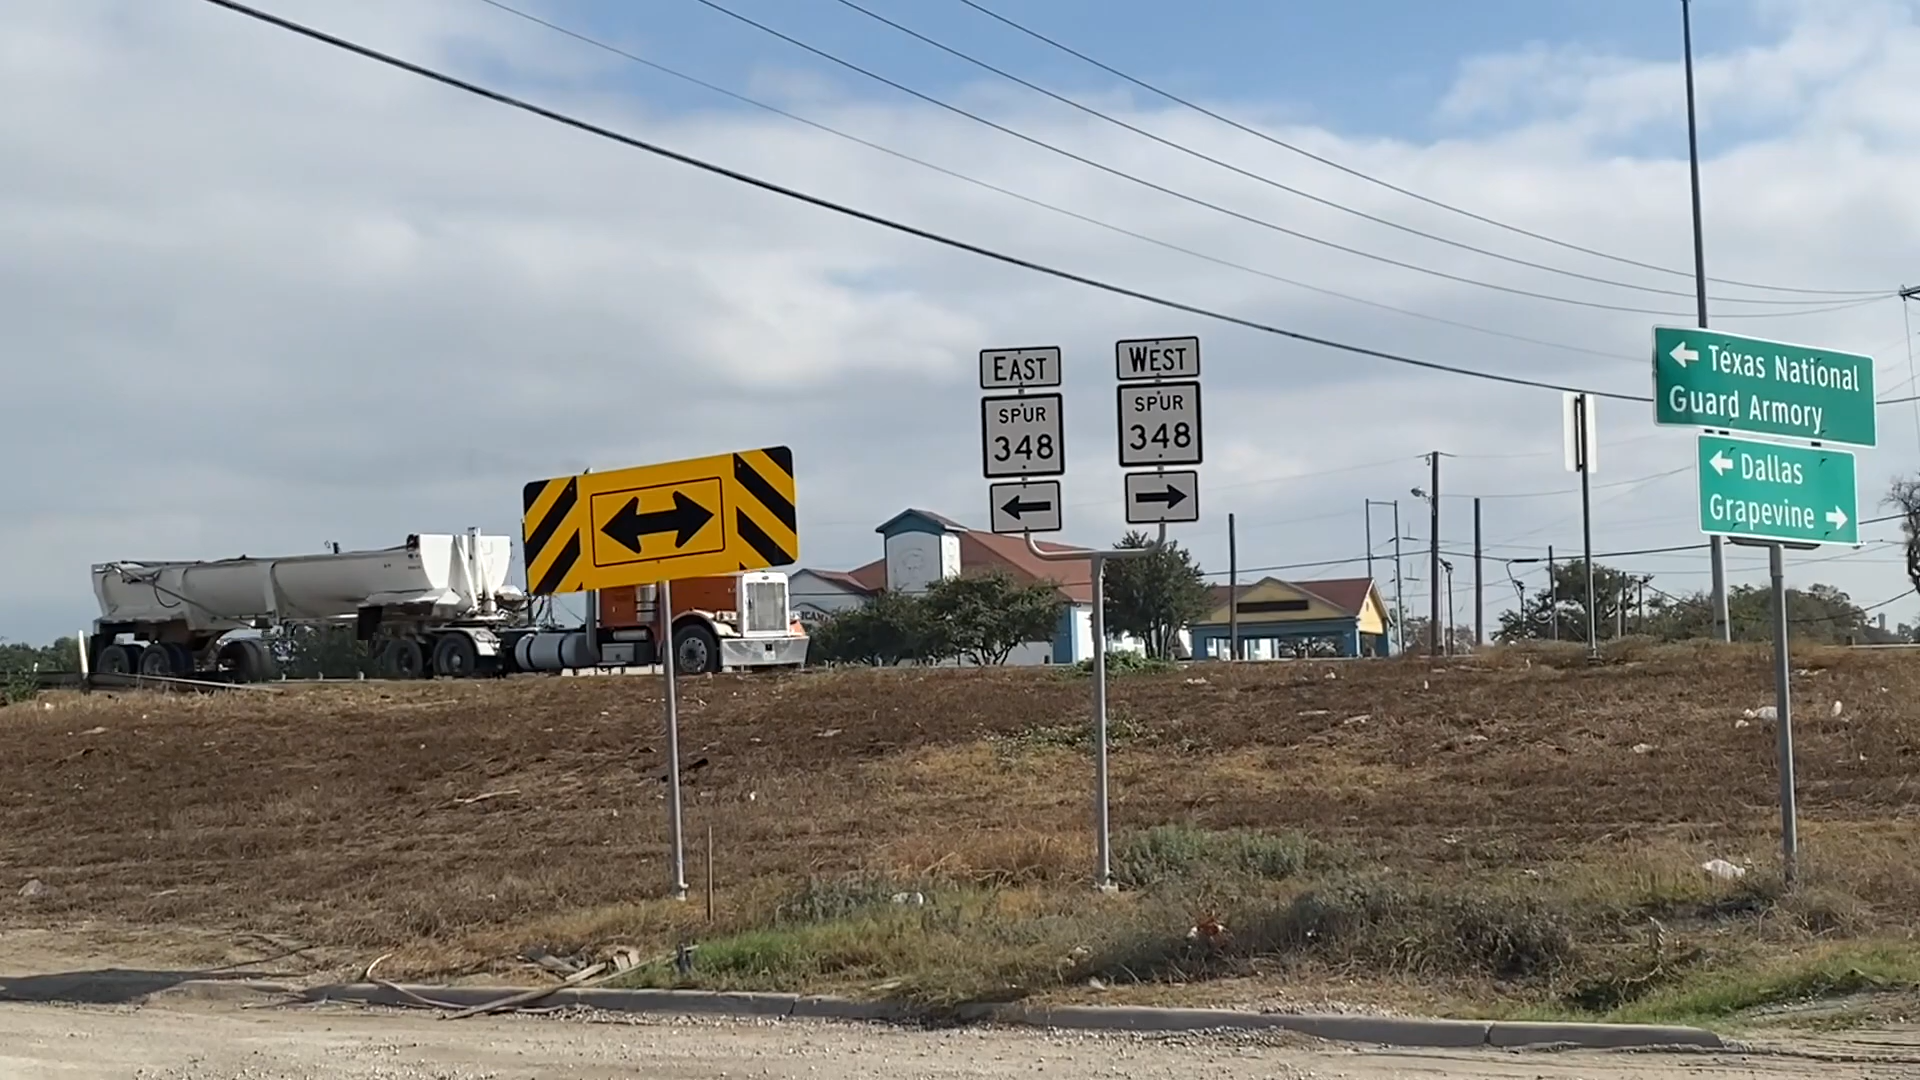 EAST
SPUR
348
WEST
SPUR
348
Texas National
Guard Armory
Dallas
Grapevine